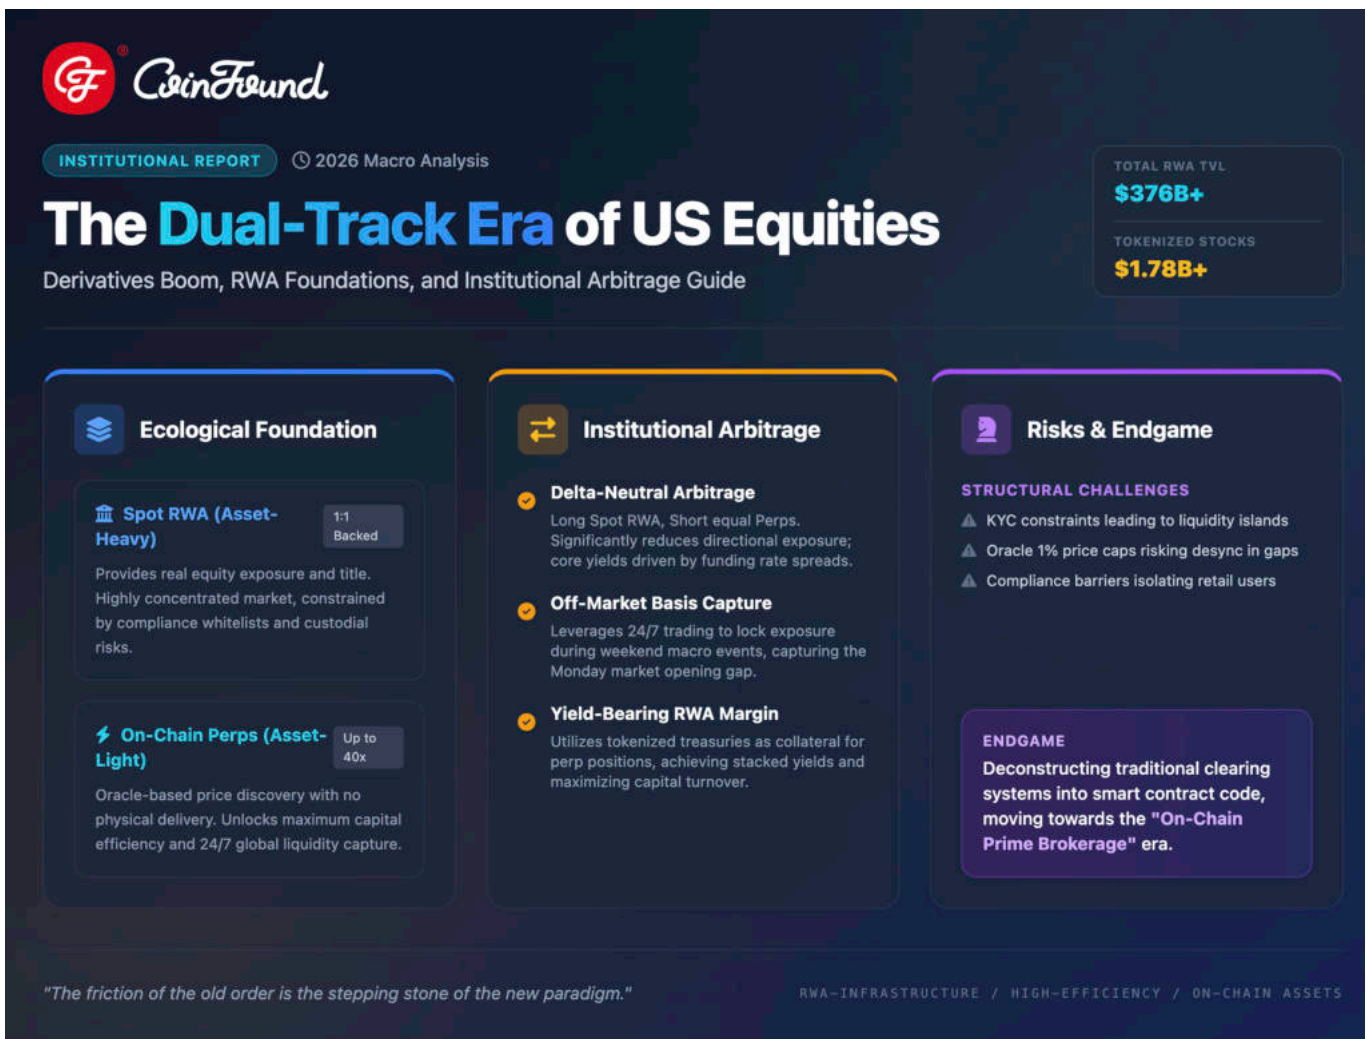 CoinFound
INSTITUTIONAL REPORT
2026 Macro Analysis
The Dual-Track Era of US Equities
Derivatives Boom, RWA Foundations, and Institutional Arbitrage Guide
TOTAL RWA TVL
$376B+
TOKENIZED STOCKS
$1.78B+
Ecological Foundation
Spot RWA (Asset-
Heavy)
1:1
Backed
Provides real equity exposure and title.
Highly concentrated market, constrained
by compliance whitelists and custodial
risks.
On-Chain Perps (Asset-
Light)
Up to
40x
Oracle-based price discovery with no
physical delivery. Unlocks maximum capital
efficiency and 24/7 global liquidity capture.
Institutional Arbitrage
Delta-Neutral Arbitrage
Long Spot RWA, Short equal Perps.
Significantly reduces directional exposure;
core yields driven by funding rate spreads.
Off-Market Basis Capture
Leverages 24/7 trading to lock exposure
during weekend macro events, capturing the
Monday market opening gap.
Yield-Bearing RWA Margin
Utilizes tokenized treasuries as collateral for
perp positions, achieving stacked yields and
maximizing capital turnover.
Risks & Endgame
STRUCTURAL CHALLENGES
KYC constraints leading to liquidity islands
Oracle 1% price caps risking desync in gaps
Compliance barriers isolating retail users
ENDGAME
Deconstructing traditional clearing
systems into smart contract code,
moving towards the "On-Chain
Prime Brokerage" era.
"The friction of the old order is the stepping stone of the new paradigm."
RWA-INFRASTRUCTURE / HIGH-EFFICIENCY / ON-CHAIN ASSETS